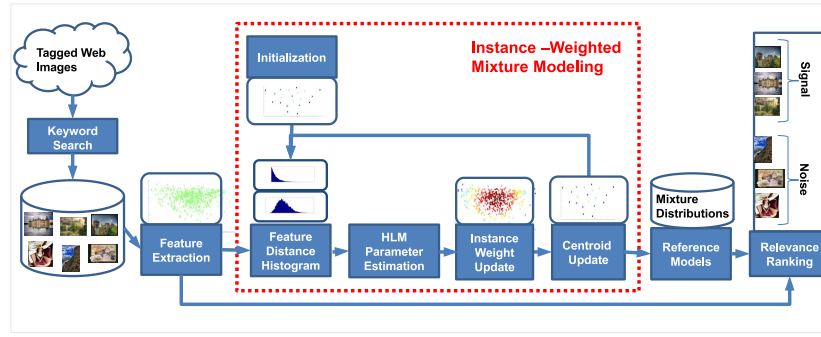 Tagged Web
Images
Keyword
Search
Initialization
Instance –Weighted
Mixture Modeling
Feature
Extraction
Feature
Distance
Histogram
HLM
Parameter
Estimation
Instance
Weight
Update
Centroid
Update
Mixture
Distributions
Reference
Models
Relevance
Ranking
Signal
Noise